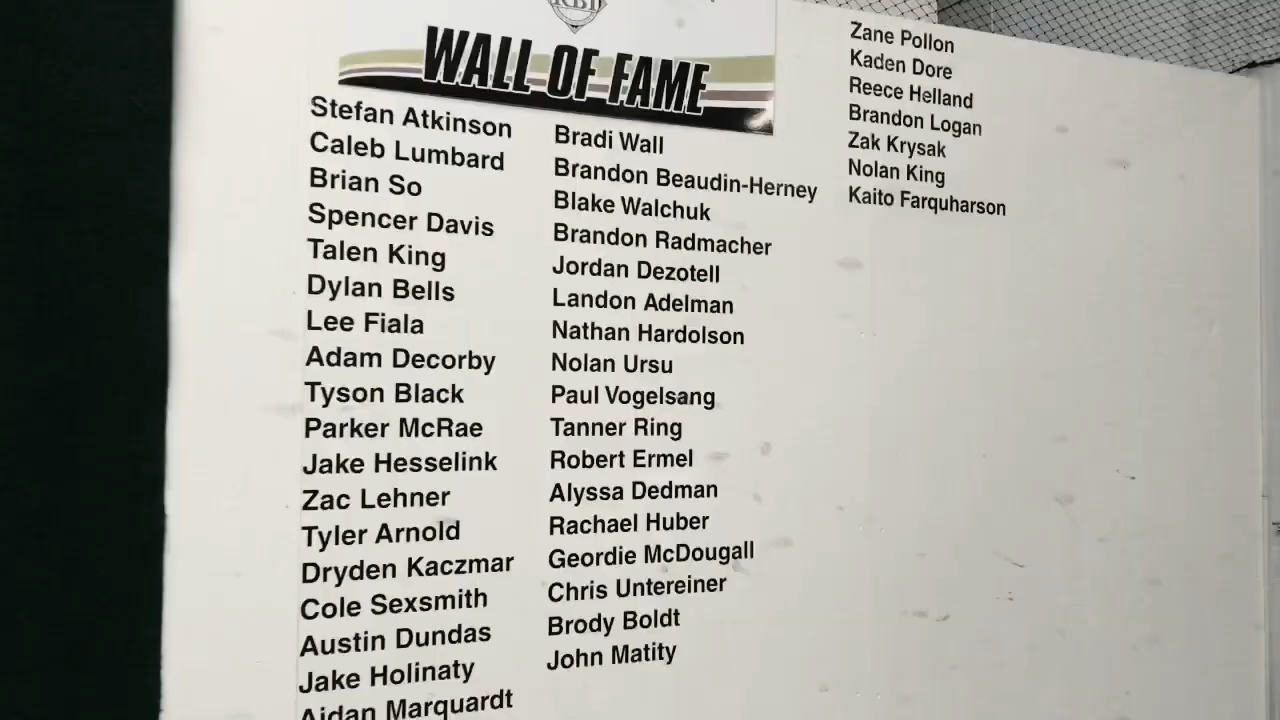 RBI
WALL OF FAME
Stefan Atkinson
Caleb Lumbard
Brian So
Spencer Davis
Talen King
Dylan Bells
Lee Fiala
Adam Decorby
Tyson Black
Parker McRae
Jake Hesselink
Zac Lehner
Tyler Arnold
Dryden Kaczmar
Cole Sexsmith
Austin Dundas
Jake Holinaty
Aidan Marquardt
Bradi Wall
Brandon Beaudin-Herney
Blake Walchuk
Brandon Radmacher
Jordan Dezotell
Landon Adelman
Nathan Hardolson
Nolan Ursu
Paul Vogelsang
Tanner Ring
Robert Ermel
Alyssa Dedman
Rachael Huber
Geordie McDougall
Chris Untereiner
Brody Boldt
John Matity
Zane Pollon
Kaden Dore
Reece Helland
Brandon Logan
Zak Krysak
Nolan King
Kaito Farquharson